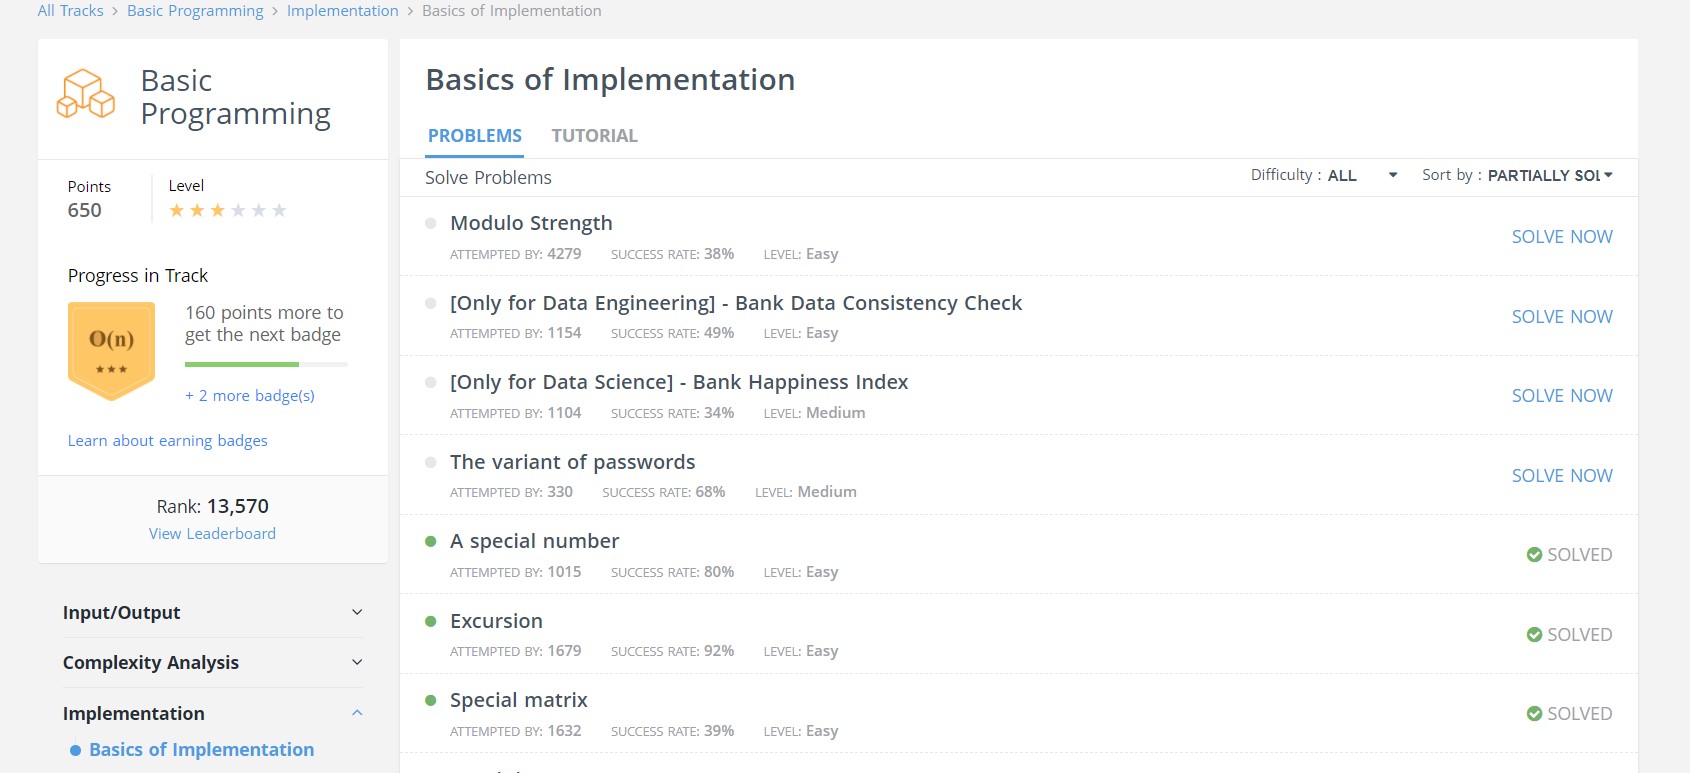 All Tracks > Basic Programming > Implementation > Basics of Implementation
Basic
Programming
Points
650
Level
Progress in Track
O(n)
160 points more to
get the next badge
+ 2 more badge(s)
Learn about earning badges
Rank: 13,570
View Leaderboard
Input/Output
Complexity Analysis
Implementation
Basics of Implementation
Basics of Implementation
PROBLEMS TUTORIAL
Solve Problems
Difficulty : ALL
Sort by : PARTIALLY SOL
Modulo Strength
ATTEMPTED BY: 4279 SUCCESS RATE: 38% LEVEL: Easy
SOLVE NOW
[Only for Data Engineering] - Bank Data Consistency Check
ATTEMPTED BY: 1154 SUCCESS RATE: 49% LEVEL: Easy
SOLVE NOW
[Only for Data Science] - Bank Happiness Index
ATTEMPTED BY: 1104 SUCCESS RATE: 34% LEVEL: Medium
SOLVE NOW
The variant of passwords
ATTEMPTED BY: 330 SUCCESS RATE: 68% LEVEL: Medium
SOLVE NOW
A special number
ATTEMPTED BY: 1015 SUCCESS RATE: 80% LEVEL: Easy
SOLVED
Excursion
ATTEMPTED BY: 1679 SUCCESS RATE: 92% LEVEL: Easy
SOLVED
Special matrix
ATTEMPTED BY: 1632 SUCCESS RATE: 39% LEVEL: Easy
SOLVED